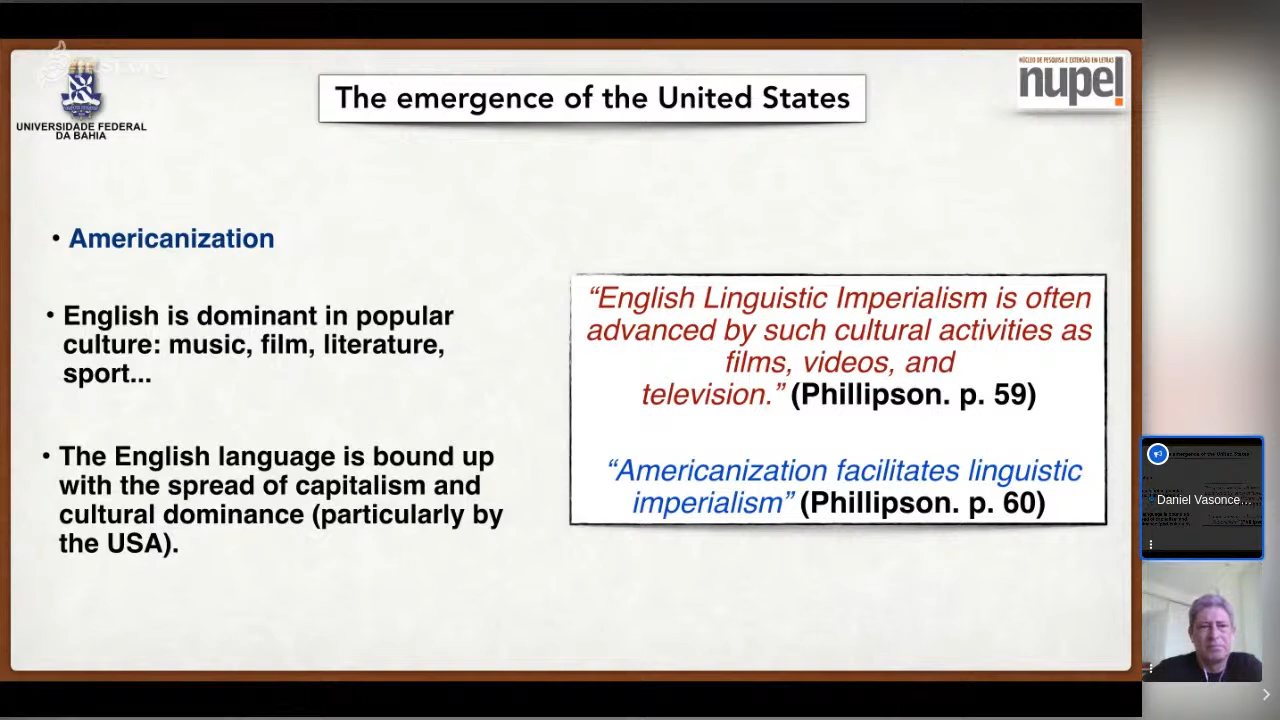 The emergence of the United States
UNIVERSIDADE FEDERAL
DA BAHIA
NÚCLEO DE PESQUISA E EXTENSÃO EM LETRAS
nupel
• Americanization
• English is dominant in popular
culture: music, film, literature,
sport...
• The English language is bound up
with the spread of capitalism and
cultural dominance (particularly by
the USA).
“English Linguistic Imperialism is often
advanced by such cultural activities as
films, videos, and
television.” (Phillipson. p. 59)
“Americanization facilitates linguistic
imperialism” (Phillipson. p. 60)
Daniel Vasonce...